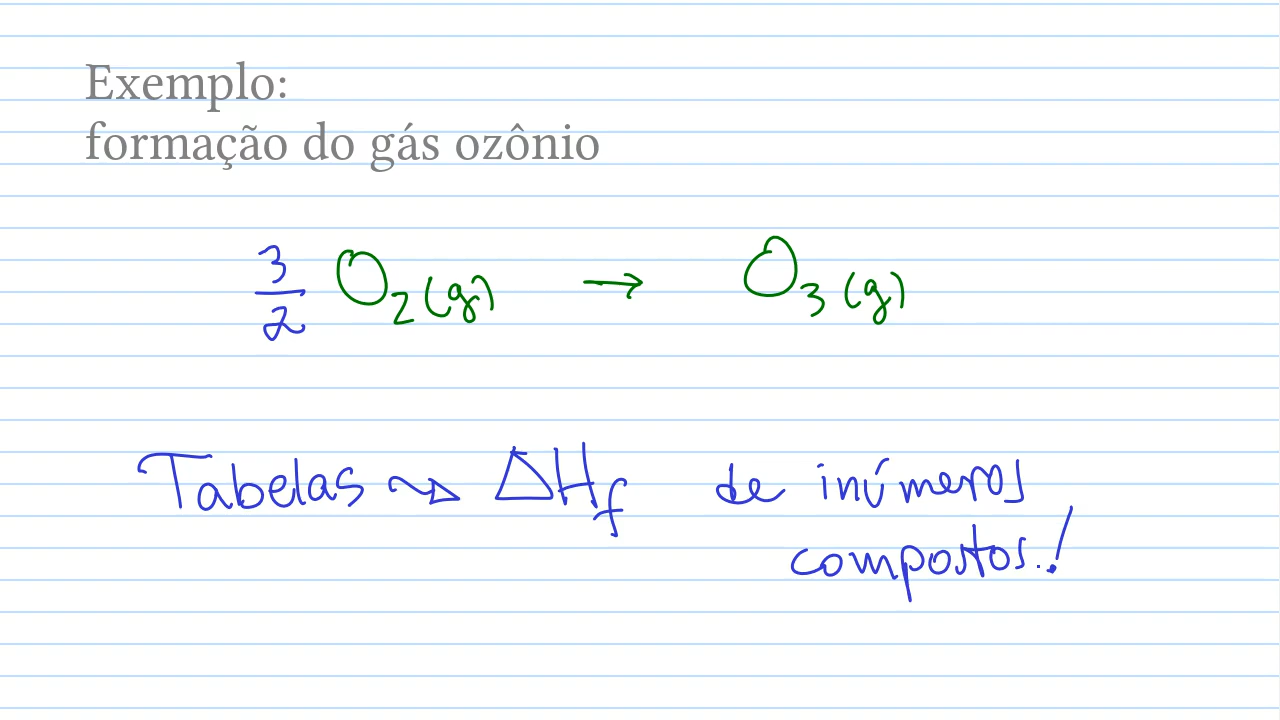 Exemplo:
formação do gás ozônio
3/2 O₂(g) → O₃(g)
Tabelas ⇝ ΔHf de inúmeros
compostos!